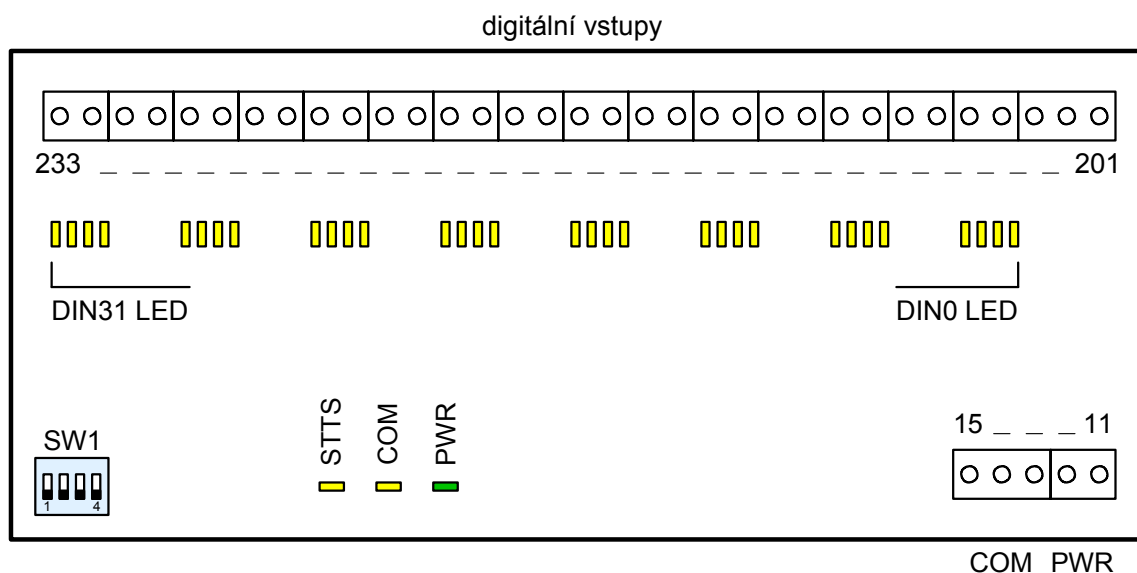 digitální vstupy
233 _ _ _ _ _ _ _ _ _ _ _ _ _ _ _ _ _ _ _ _ _ _ _ _ _ _ _ _ _ _ 201
DIN31 LED
DIN0 LED
STTS
COM
PWR
15 _ _ _ 11
SW1
1 4
COM PWR